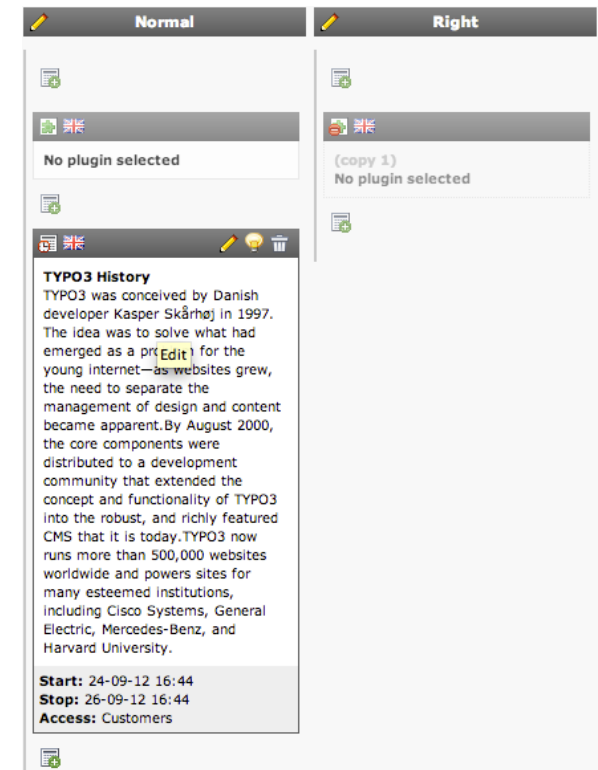 Normal
No plugin selected
TYPO3 History
TYPO3 was conceived by Danish
developer Kasper Skårhøj in 1997.
The idea was to solve what had
emerged as a pr Edit for the
young internet—as websites grew,
the need to separate the
management of design and content
became apparent.By August 2000,
the core components were
distributed to a development
community that extended the
concept and functionality of TYPO3
into the robust, and richly featured
CMS that it is today.TYPO3 now
runs more than 500,000 websites
worldwide and powers sites for
many esteemed institutions,
including Cisco Systems, General
Electric, Mercedes-Benz, and
Harvard University.
Start: 24-09-12 16:44
Stop: 26-09-12 16:44
Access: Customers
Right
(copy 1)
No plugin selected